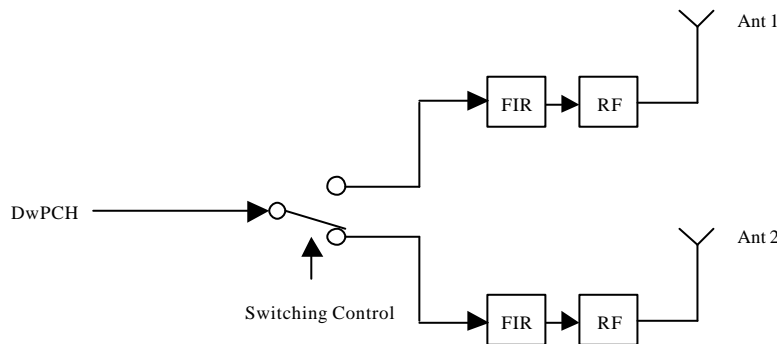 Ant 1
FIR
RF
DwPCH
Ant 2
Switching Control
FIR
RF